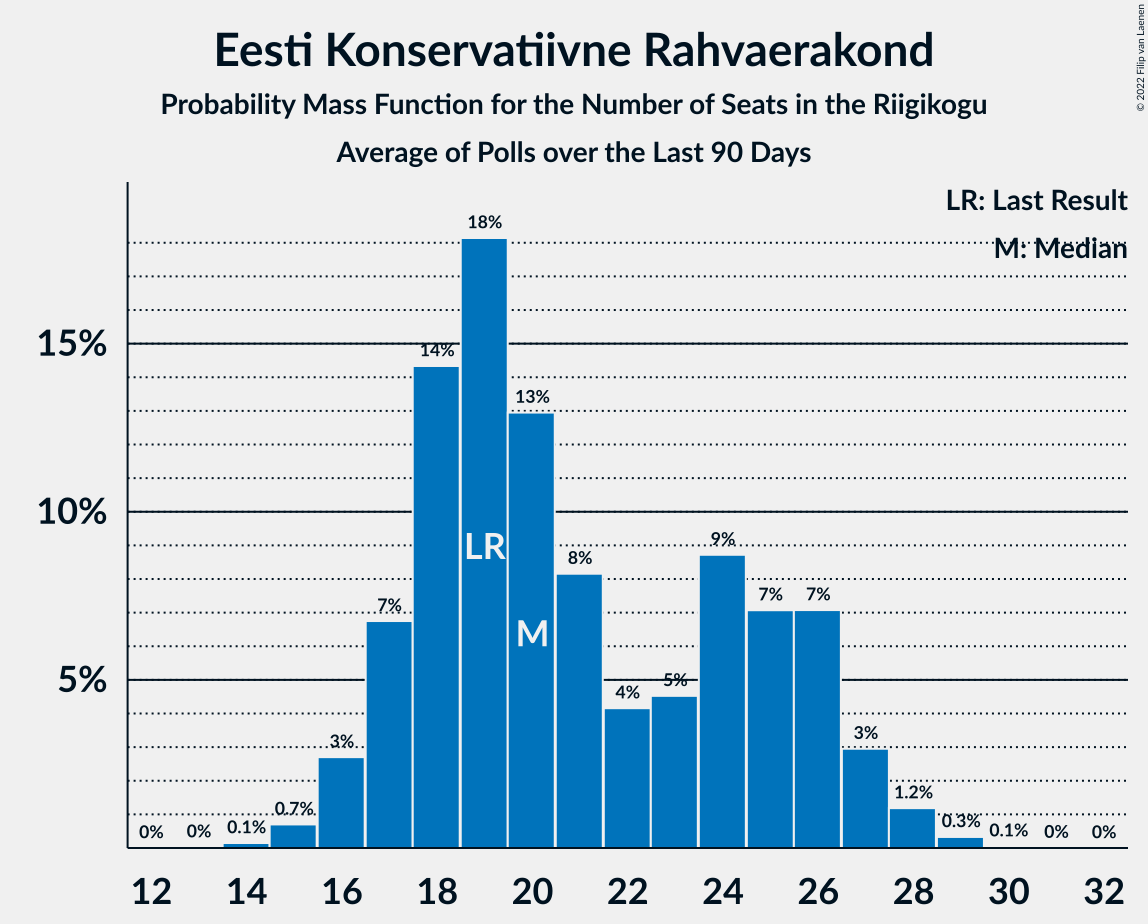 Eesti Konservatiivne Rahvaerakond
Probability Mass Function for the Number of Seats in the Riigikogu
Average of Polls over the Last 90 Days
© 2022 Filip van Laenen
LR: Last Result
M: Median
15%
10%
5%
0%
0%
0.1%
0.7%
3%
7%
14%
18%
13%
8%
4%
5%
9%
7%
7%
3%
1.2%
0.3%
0.1%
0%
0%
LR
M
12 14 16 18 20 22 24 26 28 30 32